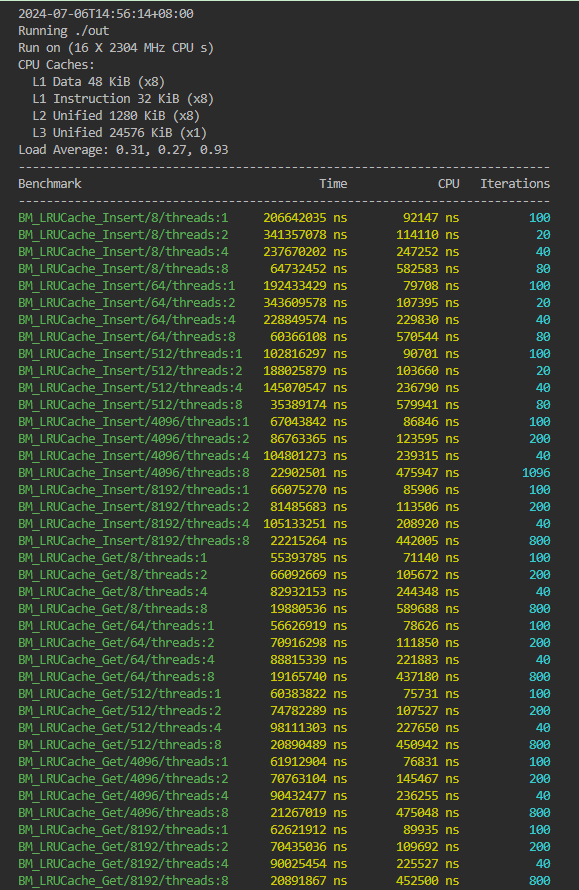 2024-07-06T14:56:14+08:00
Running ./out
Run on (16 X 2304 MHz CPU s)
CPU Caches:
  L1 Data 48 KiB (x8)
  L1 Instruction 32 KiB (x8)
  L2 Unified 1280 KiB (x8)
  L3 Unified 24576 KiB (x1)
Load Average: 0.31, 0.27, 0.93
----------------------------------------------------------------------------
Benchmark                                  Time             CPU   Iterations
----------------------------------------------------------------------------
BM_LRUCache_Insert/8/threads:1     206642035 ns        92147 ns          100
BM_LRUCache_Insert/8/threads:2     341357078 ns       114110 ns           20
BM_LRUCache_Insert/8/threads:4     237670202 ns       247252 ns           40
BM_LRUCache_Insert/8/threads:8      64732452 ns       582583 ns           80
BM_LRUCache_Insert/64/threads:1    192433429 ns        79708 ns          100
BM_LRUCache_Insert/64/threads:2    343609578 ns       107395 ns           20
BM_LRUCache_Insert/64/threads:4    228849574 ns       229830 ns           40
BM_LRUCache_Insert/64/threads:8     60366108 ns       570544 ns           80
BM_LRUCache_Insert/512/threads:1   102816297 ns        90701 ns          100
BM_LRUCache_Insert/512/threads:2   188025879 ns       103660 ns           20
BM_LRUCache_Insert/512/threads:4   145070547 ns       236790 ns           40
BM_LRUCache_Insert/512/threads:8    35389174 ns       579941 ns           80
BM_LRUCache_Insert/4096/threads:1   67043842 ns        86846 ns          100
BM_LRUCache_Insert/4096/threads:2   86763365 ns       123595 ns          200
BM_LRUCache_Insert/4096/threads:4  104801273 ns       239315 ns           40
BM_LRUCache_Insert/4096/threads:8   22902501 ns       475947 ns         1096
BM_LRUCache_Insert/8192/threads:1   66075270 ns        85906 ns          100
BM_LRUCache_Insert/8192/threads:2   81485683 ns       113506 ns          200
BM_LRUCache_Insert/8192/threads:4  105133251 ns       208920 ns           40
BM_LRUCache_Insert/8192/threads:8   22215264 ns       442005 ns          800
BM_LRUCache_Get/8/threads:1         55393785 ns        71140 ns          100
BM_LRUCache_Get/8/threads:2         66092669 ns       105672 ns          200
BM_LRUCache_Get/8/threads:4         82932153 ns       244348 ns           40
BM_LRUCache_Get/8/threads:8         19880536 ns       589688 ns          800
BM_LRUCache_Get/64/threads:1        56626919 ns        78626 ns          100
BM_LRUCache_Get/64/threads:2        70916298 ns       111850 ns          200
BM_LRUCache_Get/64/threads:4        88815339 ns       221883 ns           40
BM_LRUCache_Get/64/threads:8        19165740 ns       437180 ns          800
BM_LRUCache_Get/512/threads:1       60383822 ns        75731 ns          100
BM_LRUCache_Get/512/threads:2       74782289 ns       107527 ns          200
BM_LRUCache_Get/512/threads:4       98111303 ns       227650 ns           40
BM_LRUCache_Get/512/threads:8       20890489 ns       450942 ns          800
BM_LRUCache_Get/4096/threads:1      61912904 ns        76831 ns          100
BM_LRUCache_Get/4096/threads:2      70763104 ns       145467 ns          200
BM_LRUCache_Get/4096/threads:4      90432477 ns       236255 ns           40
BM_LRUCache_Get/4096/threads:8      21267019 ns       475048 ns          800
BM_LRUCache_Get/8192/threads:1      62621912 ns        89935 ns          100
BM_LRUCache_Get/8192/threads:2      70435036 ns       109692 ns          200
BM_LRUCache_Get/8192/threads:4      90025454 ns       225527 ns           40
BM_LRUCache_Get/8192/threads:8      20891867 ns       452500 ns          800